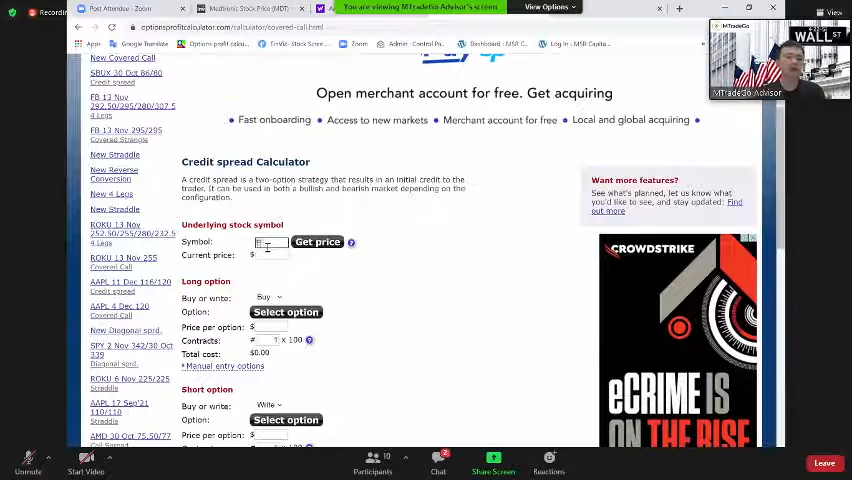 Recording
You are viewing MTradeGo Advisor's screen
View Options
View
Post Attendee - Zoom
Medtronic Stock Price (MDT)
optionsprofitcalculator.com/calculator/covered-call.html
Apps
Google Translate
Options profit calcu...
FinViz - Stock Scree...
Zoom
Admin : Control Pa...
Dashboard : MSR C...
Log In : MSR Capita...
WALL ST
MTradeGo Advisor
New Covered Call
SBUX 30 Oct 86/80
Credit spread
FB 13 Nov
292.50/295/280/307.5
4 Legs
FB 13 Nov 295/295
Covered Strangle
New Straddle
New Reverse
Conversion
New 4 Legs
New Straddle
ROKU 13 Nov
252.50/255/280/232.5
4 Legs
ROKU 13 Nov 255
Covered Call
AAPL 11 Dec 116/120
Credit spread
AAPL 4 Dec 120
Covered Call
New Diagonal sprd.
SPY 2 Nov 342/30 Oct
339
Diagonal sprd.
ROKU 6 Nov 225/225
Straddle
AAPL 17 Sep'21
110/110
Straddle
AMD 30 Oct 75.50/77
Call Spread
Open merchant account for free. Get acquiring
• Fast onboarding • Access to new markets • Merchant account for free • Local and global acquiring •
Credit spread Calculator
A credit spread is a two-option strategy that results in an initial credit to the
trader. It can be used in both a bullish and bearish market depending on the
configuration.
Underlying stock symbol
Symbol:
Get price
?
Current price: $
Long option
Buy or write: Buy
Option: Select option
Price per option: $
Contracts: # 1 x 100 ?
Total cost: $0.00
Manual entry options
Short option
Buy or write: Write
Option: Select option
Price per option: $
Want more features?
See what's planned, let us know what
you'd like to see, and stay updated: Find
out more
CROWDSTRIKE
eCRIME IS
ON THE RISE
Unmute
Start Video
10
Participants
2
Chat
Share Screen
Reactions
Leave